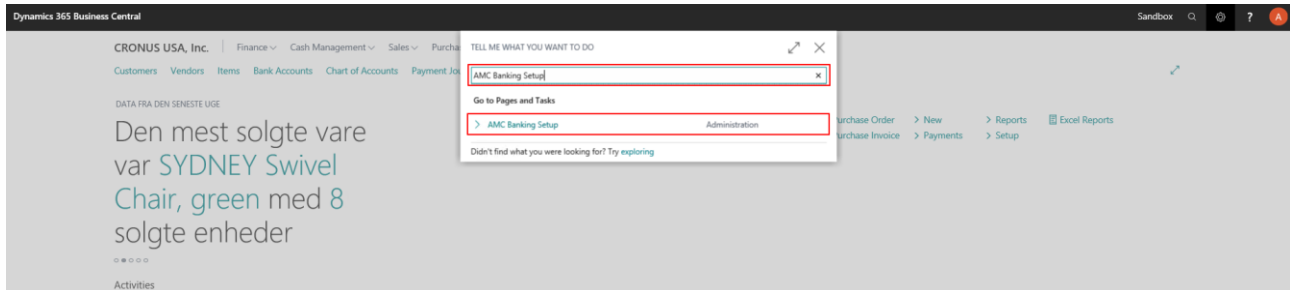 Dynamics 365 Business Central
Sandbox ? A
CRONUS USA, Inc. Finance Cash Management Sales Purcha
Customers Vendors Items Bank Accounts Chart of Accounts Payment Jou
TELL ME WHAT YOU WANT TO DO
AMC Banking Setup
Go to Pages and Tasks
> AMC Banking Setup Administration
Didn't find what you were looking for? Try exploring
DATA FRA DEN SENESTE UGE
Den mest solgte vare
var SYDNEY Swivel
Chair, green med 8
solgte enheder
urchase Order > New > Reports Excel Reports
urchase Invoice > Payments > Setup
Activities